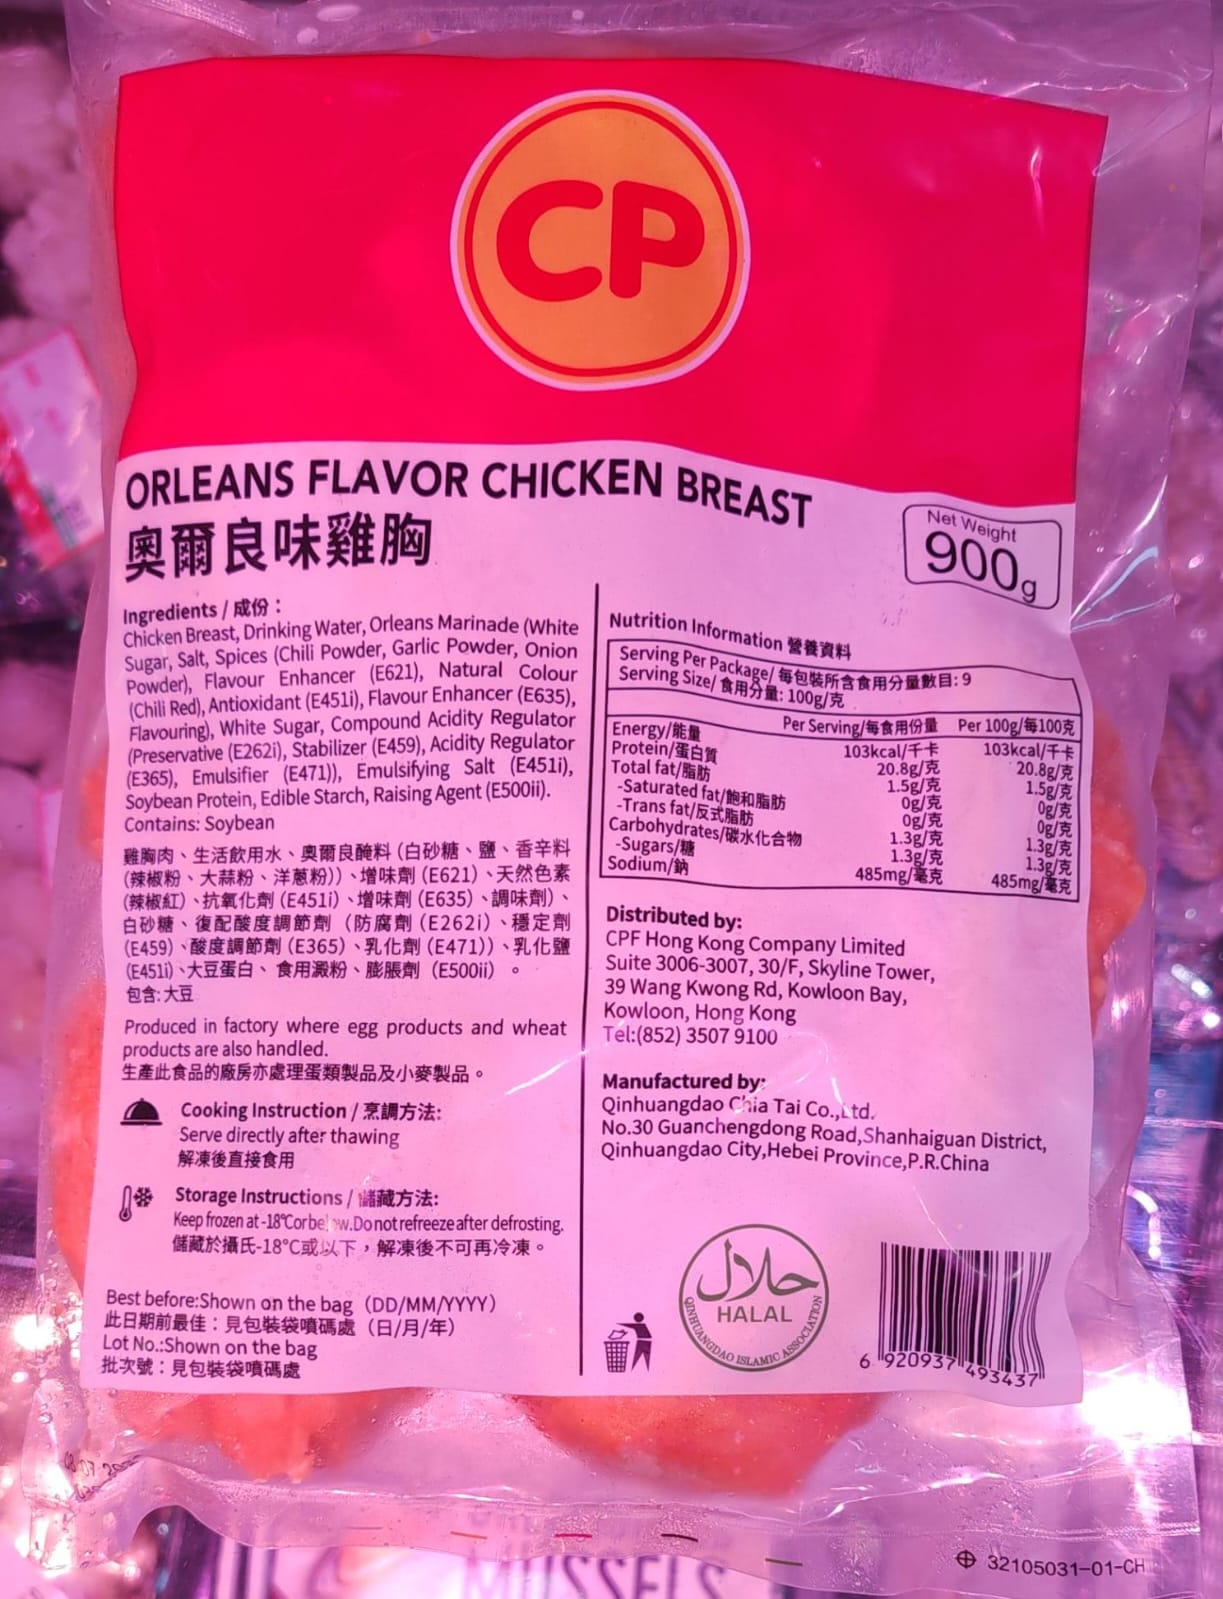 CP
ORLEANS FLAVOR CHICKEN BREAST
奧爾良味雞胸
Net Weight
900g
Ingredients / 成份：
Chicken Breast, Drinking Water, Orleans Marinade (White
Sugar, Salt, Spices (Chili Powder, Garlic Powder, Onion
Powder), Flavour Enhancer (E621), Natural Colour
(Chili Red), Antioxidant (E451i), Flavour Enhancer (E635),
Flavouring), White Sugar, Compound Acidity Regulator
(Preservative (E262i), Stabilizer (E459), Acidity Regulator
(E365), Emulsifier (E471)), Emulsifying Salt (E451i),
Soybean Protein, Edible Starch, Raising Agent (E500ii).
Contains: Soybean
雞胸肉、生活飲用水、奧爾良醃料（白砂糖、鹽、香辛料
（辣椒粉、大蒜粉、洋蔥粉））、增味劑（E621）、天然色素
（辣椒紅）、抗氧化劑（E451i）、增味劑（E635）、調味劑）、
白砂糖、復配酸度調節劑（防腐劑（E262i）、穩定劑
（E459）、酸度調節劑（E365）、乳化劑（E471））、乳化鹽
（E451i）、大豆蛋白、食用澱粉、膨脹劑（E500ii）。
包含: 大豆
Produced in factory where egg products and wheat
products are also handled.
生產此食品的廠房亦處理蛋類製品及小麥製品。
Cooking Instruction / 烹調方法:
Serve directly after thawing
解凍後直接食用
Storage Instructions / 儲藏方法:
Keep frozen at -18°C or below. Do not refreeze after defrosting.
儲藏於攝氏-18°C或以下，解凍後不可再冷凍。
Best before:Shown on the bag（DD/MM/YYYY）
此日期前最佳：見包裝袋噴碼處（日/月/年）
Lot No.:Shown on the bag
批次號：見包裝袋噴碼處
Nutrition Information 營養資料
Serving Per Package/ 每包裝所含食用分量數目: 9
Serving Size/ 食用分量: 100g/克
Per Serving/每食用份量 Per 100g/每100克
Energy/能量 103kcal/千卡 103kcal/千卡
Protein/蛋白質 20.8g/克 20.8g/克
Total fat/脂肪 1.5g/克 1.5g/克
-Saturated fat/飽和脂肪 0g/克 0g/克
-Trans fat/反式脂肪 0g/克 0g/克
Carbohydrates/碳水化合物 1.3g/克 1.3g/克
-Sugars/糖 1.3g/克 1.3g/克
Sodium/鈉 485mg/毫克 485mg/毫克
Distributed by:
CPF Hong Kong Company Limited
Suite 3006-3007, 30/F, Skyline Tower,
39 Wang Kwong Rd, Kowloon Bay,
Kowloon, Hong Kong
Tel:(852) 3507 9100
Manufactured by:
Qinhuangdao Chia Tai Co.,Ltd.
No.30 Guanchengdong Road,Shanhaiguan District,
Qinhuangdao City,Hebei Province,P.R.China
حلال
HALAL
QINHUANGDAO ISLAMIC ASSOCIATION
6 920937 493437
32105031-01-CH
MUSSELS